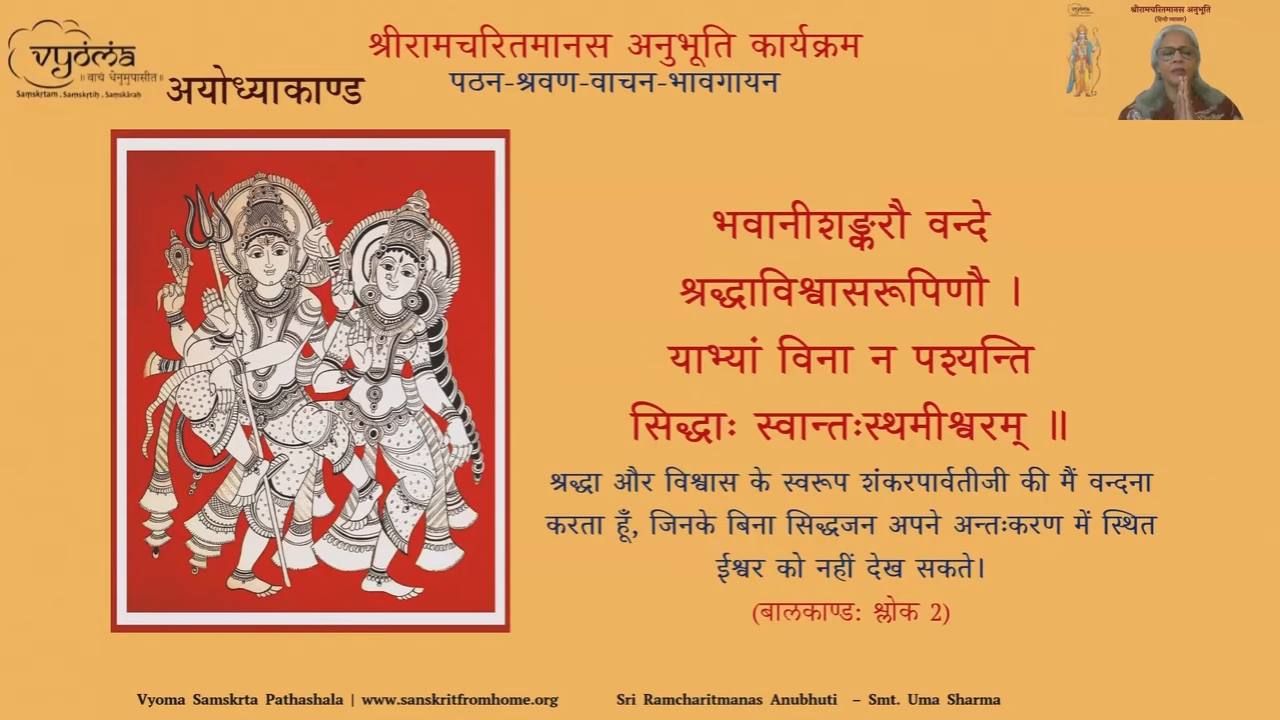 vyoma
॥ वाचं धेनुमुपासीत ॥
Saṃskṛtam . Saṃskṛtiḥ . Saṃskāraḥ
अयोध्याकाण्ड
श्रीरामचरितमानस अनुभूति कार्यक्रम
पठन-श्रवण-वाचन-भावगायन
श्रीरामचरितमानस अनुभूति
(हिन्दी व्याख्या)
भवानीशङ्करौ वन्दे
श्रद्धाविश्वासरूपिणौ ।
याभ्यां विना न पश्यन्ति
सिद्धाः स्वान्तःस्थमीश्वरम् ॥
श्रद्धा और विश्वास के स्वरूप शंकरपार्वतीजी की मैं वन्दना
करता हूँ, जिनके बिना सिद्धजन अपने अन्तःकरण में स्थित
ईश्वर को नहीं देख सकते।
(बालकाण्ड: श्लोक 2)
Vyoma Samskrta Pathashala | www.sanskritfromhome.org
Sri Ramcharitmanas Anubhuti – Smt. Uma Sharma